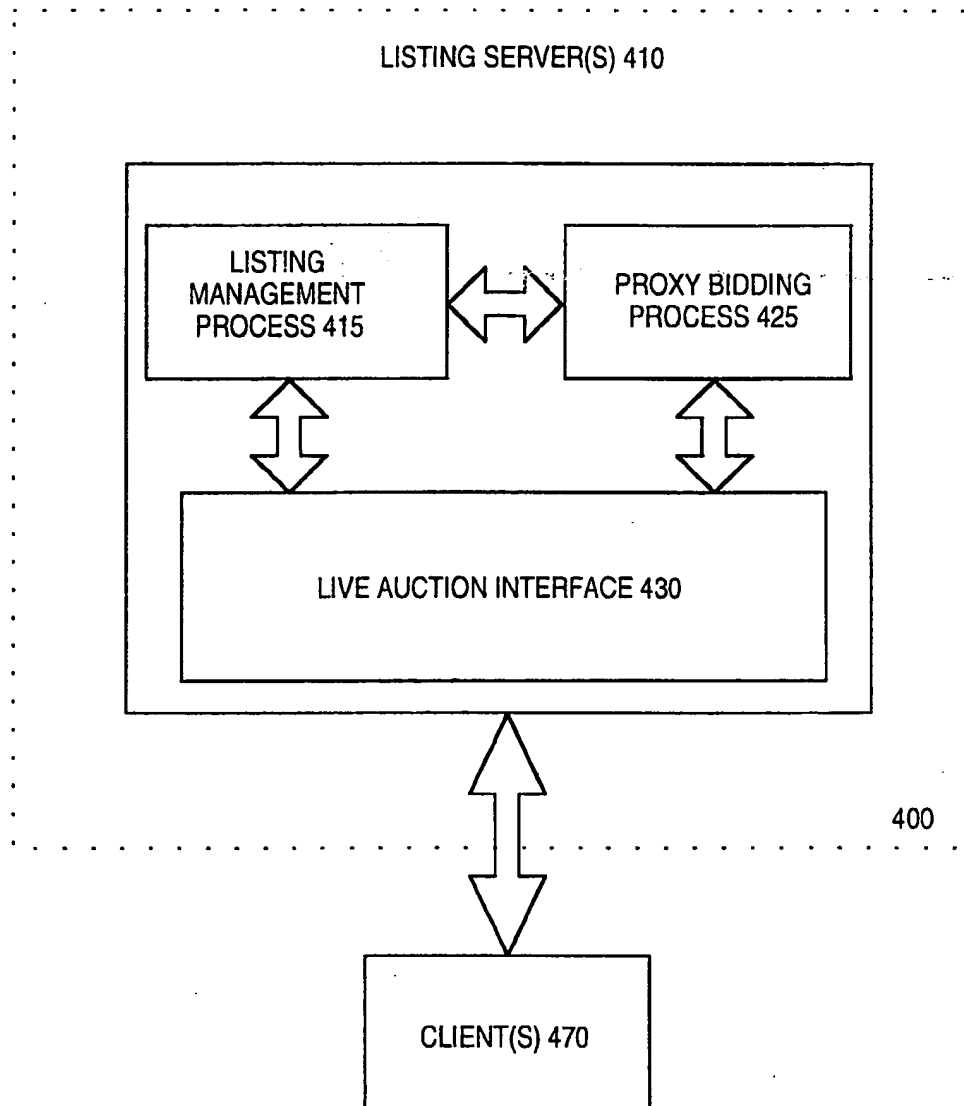 LISTING SERVER(S) 410
LISTING
MANAGEMENT
PROCESS 415
PROXY BIDDING
PROCESS 425
LIVE AUCTION INTERFACE 430
400
CLIENT(S) 470